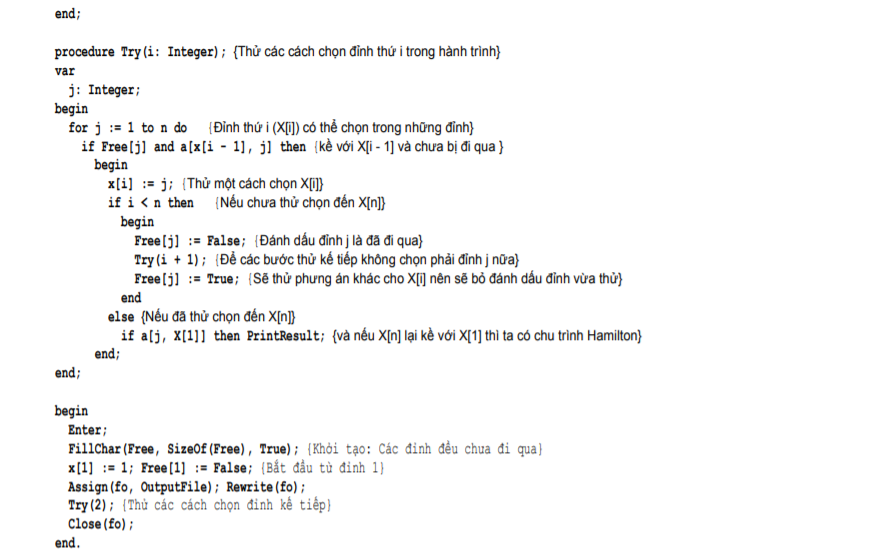 end;
procedure Try(i: Integer); {Thử các cách chọn đỉnh thứ i trong hành trình}
var
j: Integer;
begin
for j := 1 to n do {Đỉnh thứ i (X[i]) có thể chọn trong những đỉnh}
if Free[j] and a[x[i - 1], j] then {kề với X[i - 1] và chưa bị đi qua }
begin
x[i] := j; {Thử một cách chọn X[i]}
if i < n then {Nếu chưa thử chọn đến X[n]}
begin
Free[j] := False; {Đánh dấu đỉnh j là đã đi qua}
Try(i + 1); {Để các bước thử kế tiếp không chọn phải đỉnh j nữa}
Free[j] := True; {Sẽ thử phưng án khác cho X[i] nên sẽ bỏ đánh dấu đỉnh vừa thử}
end
else {Nếu đã thử chọn đến X[n]}
if a[j, X[1]] then PrintResult; {và nếu X[n] lại kề với X[1] thì ta có chu trình Hamilton}
end;
end;
begin
Enter;
FillChar(Free, SizeOf(Free), True); {Khởi tạo: Các đỉnh đều chưa đi qua}
x[1] := 1; Free[1] := False; {Bắt đầu từ đỉnh 1}
Assign(fo, OutputFile); Rewrite(fo);
Try(2); {Thử các cách chọn đỉnh kế tiếp}
Close(fo);
end.